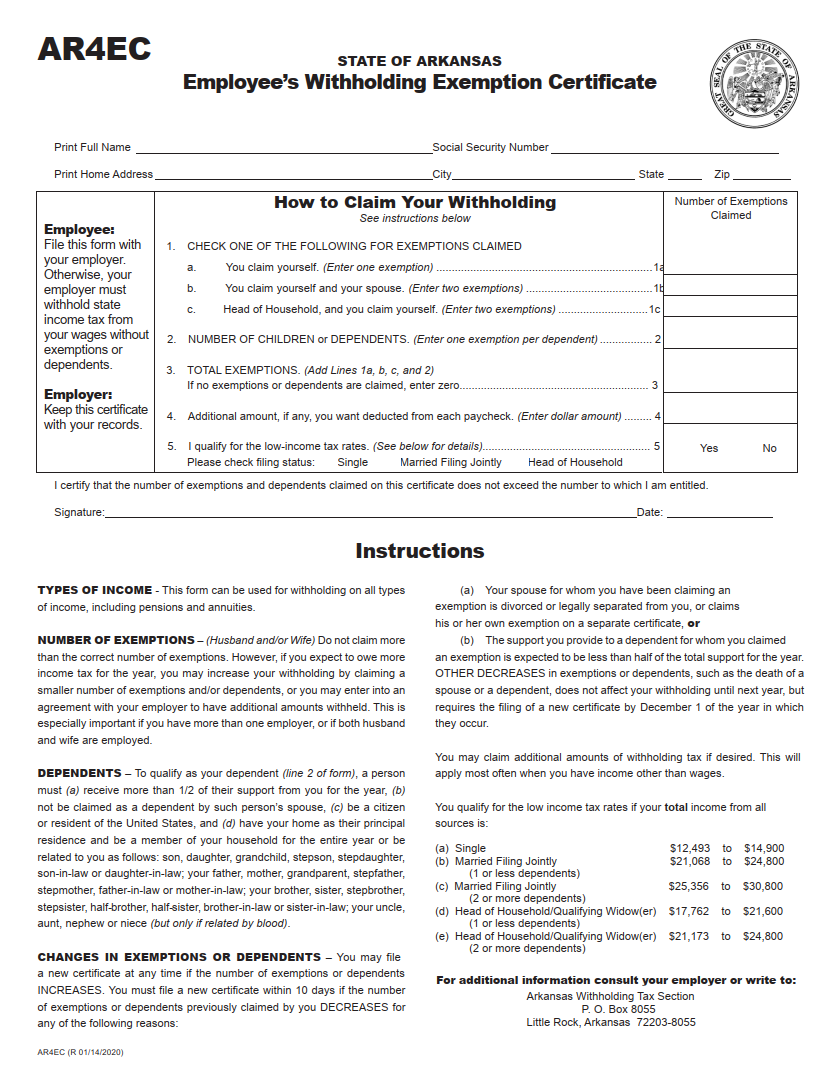 AR4EC
STATE OF ARKANSAS
Employee's Withholding Exemption Certificate
GREAT SEAL OF THE STATE OF ARKANSAS
Print Full Name Social Security Number
Print Home Address City State Zip
Employee:
File this form with
your employer.
Otherwise, your
employer must
withhold state
income tax from
your wages without
exemptions or
dependents.
Employer:
Keep this certificate
with your records.
How to Claim Your Withholding
See instructions below
Number of Exemptions
Claimed
1. CHECK ONE OF THE FOLLOWING FOR EXEMPTIONS CLAIMED
a. You claim yourself. (Enter one exemption) ........................................................................1a
b. You claim yourself and your spouse. (Enter two exemptions) ..........................................1b
c. Head of Household, and you claim yourself. (Enter two exemptions) .............................1c
2. NUMBER OF CHILDREN or DEPENDENTS. (Enter one exemption per dependent) ................. 2
3. TOTAL EXEMPTIONS. (Add Lines 1a, b, c, and 2)
If no exemptions or dependents are claimed, enter zero.............................................................. 3
4. Additional amount, if any, you want deducted from each paycheck. (Enter dollar amount) ......... 4
5. I qualify for the low-income tax rates. (See below for details)....................................................... 5
Yes No
Please check filing status: Single Married Filing Jointly Head of Household
I certify that the number of exemptions and dependents claimed on this certificate does not exceed the number to which I am entitled.
Signature: Date:
Instructions
TYPES OF INCOME - This form can be used for withholding on all types
of income, including pensions and annuities.
NUMBER OF EXEMPTIONS – (Husband and/or Wife) Do not claim more
than the correct number of exemptions. However, if you expect to owe more
income tax for the year, you may increase your withholding by claiming a
smaller number of exemptions and/or dependents, or you may enter into an
agreement with your employer to have additional amounts withheld. This is
especially important if you have more than one employer, or if both husband
and wife are employed.
DEPENDENTS – To qualify as your dependent (line 2 of form), a person
must (a) receive more than 1/2 of their support from you for the year, (b)
not be claimed as a dependent by such person's spouse, (c) be a citizen
or resident of the United States, and (d) have your home as their principal
residence and be a member of your household for the entire year or be
related to you as follows: son, daughter, grandchild, stepson, stepdaughter,
son-in-law or daughter-in-law; your father, mother, grandparent, stepfather,
stepmother, father-in-law or mother-in-law; your brother, sister, stepbrother,
stepsister, half-brother, half-sister, brother-in-law or sister-in-law; your uncle,
aunt, nephew or niece (but only if related by blood).
CHANGES IN EXEMPTIONS OR DEPENDENTS – You may file
a new certificate at any time if the number of exemptions or dependents
INCREASES. You must file a new certificate within 10 days if the number
of exemptions or dependents previously claimed by you DECREASES for
any of the following reasons:
(a) Your spouse for whom you have been claiming an
exemption is divorced or legally separated from you, or claims
his or her own exemption on a separate certificate, or
(b) The support you provide to a dependent for whom you claimed
an exemption is expected to be less than half of the total support for the year.
OTHER DECREASES in exemptions or dependents, such as the death of a
spouse or a dependent, does not affect your withholding until next year, but
requires the filing of a new certificate by December 1 of the year in which
they occur.
You may claim additional amounts of withholding tax if desired. This will
apply most often when you have income other than wages.
You qualify for the low income tax rates if your total income from all
sources is:
(a) Single $12,493 to $14,900
(b) Married Filing Jointly $21,068 to $24,800
(1 or less dependents)
(c) Married Filing Jointly $25,356 to $30,800
(2 or more dependents)
(d) Head of Household/Qualifying Widow(er) $17,762 to $21,600
(1 or less dependents)
(e) Head of Household/Qualifying Widow(er) $21,173 to $24,800
(2 or more dependents)
For additional information consult your employer or write to:
Arkansas Withholding Tax Section
P. O. Box 8055
Little Rock, Arkansas 72203-8055
AR4EC (R 01/14/2020)